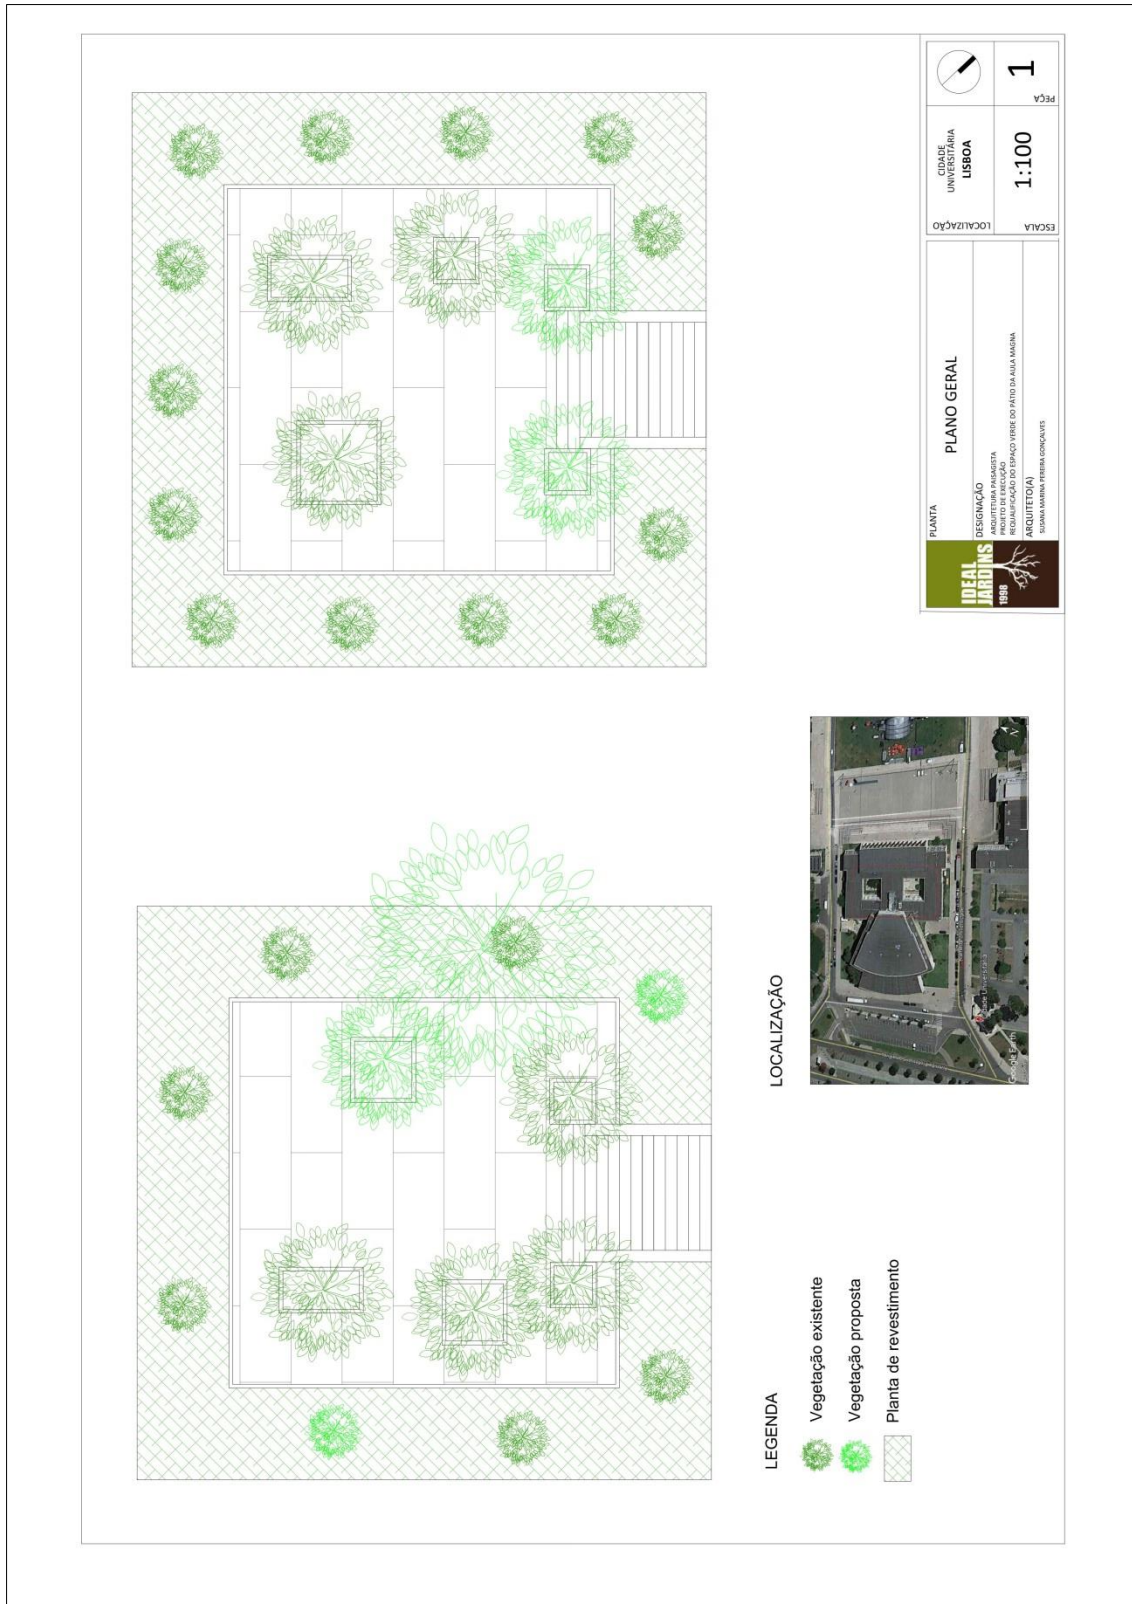 LEGENDA
Vegetação existente
Vegetação proposta
Planta de revestimento
LOCALIZAÇÃO
Google Earth
N
IDEAL
JARDINS
1998
PLANTA
PLANO GERAL
DESIGNAÇÃO
ARQUITETURA PAISAGISTA
PROJETO DE EXECUÇÃO
REQUALIFICAÇÃO DO ESPAÇO VERDE DO PÁTIO DA AULA MAGNA
ARQUITETO(A)
SUSANA MARINA PEREIRA GONÇALVES
LOCALIZAÇÃO
CIDADE
UNIVERSITÁRIA
LISBOA
ESCALA
1:100
PEÇA
1